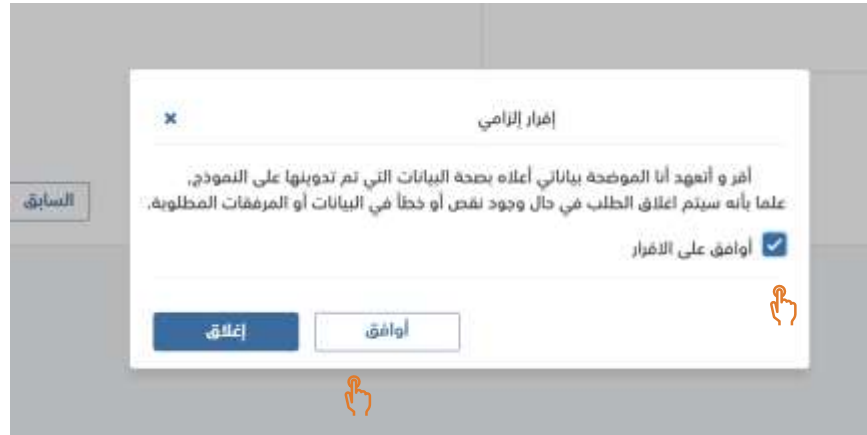 إقرار إلزامي
أقر و أتعهد أنا الموضحة بياناتي أعلاه بصحة البيانات التي تم تدوينها على النموذج,
علما بأنه سيتم اغلاق الطلب في حال وجود نقص أو خطأ في البيانات أو المرفقات المطلوبة.
أوافق على الاقرار
أوافق
إغلاق
السابق